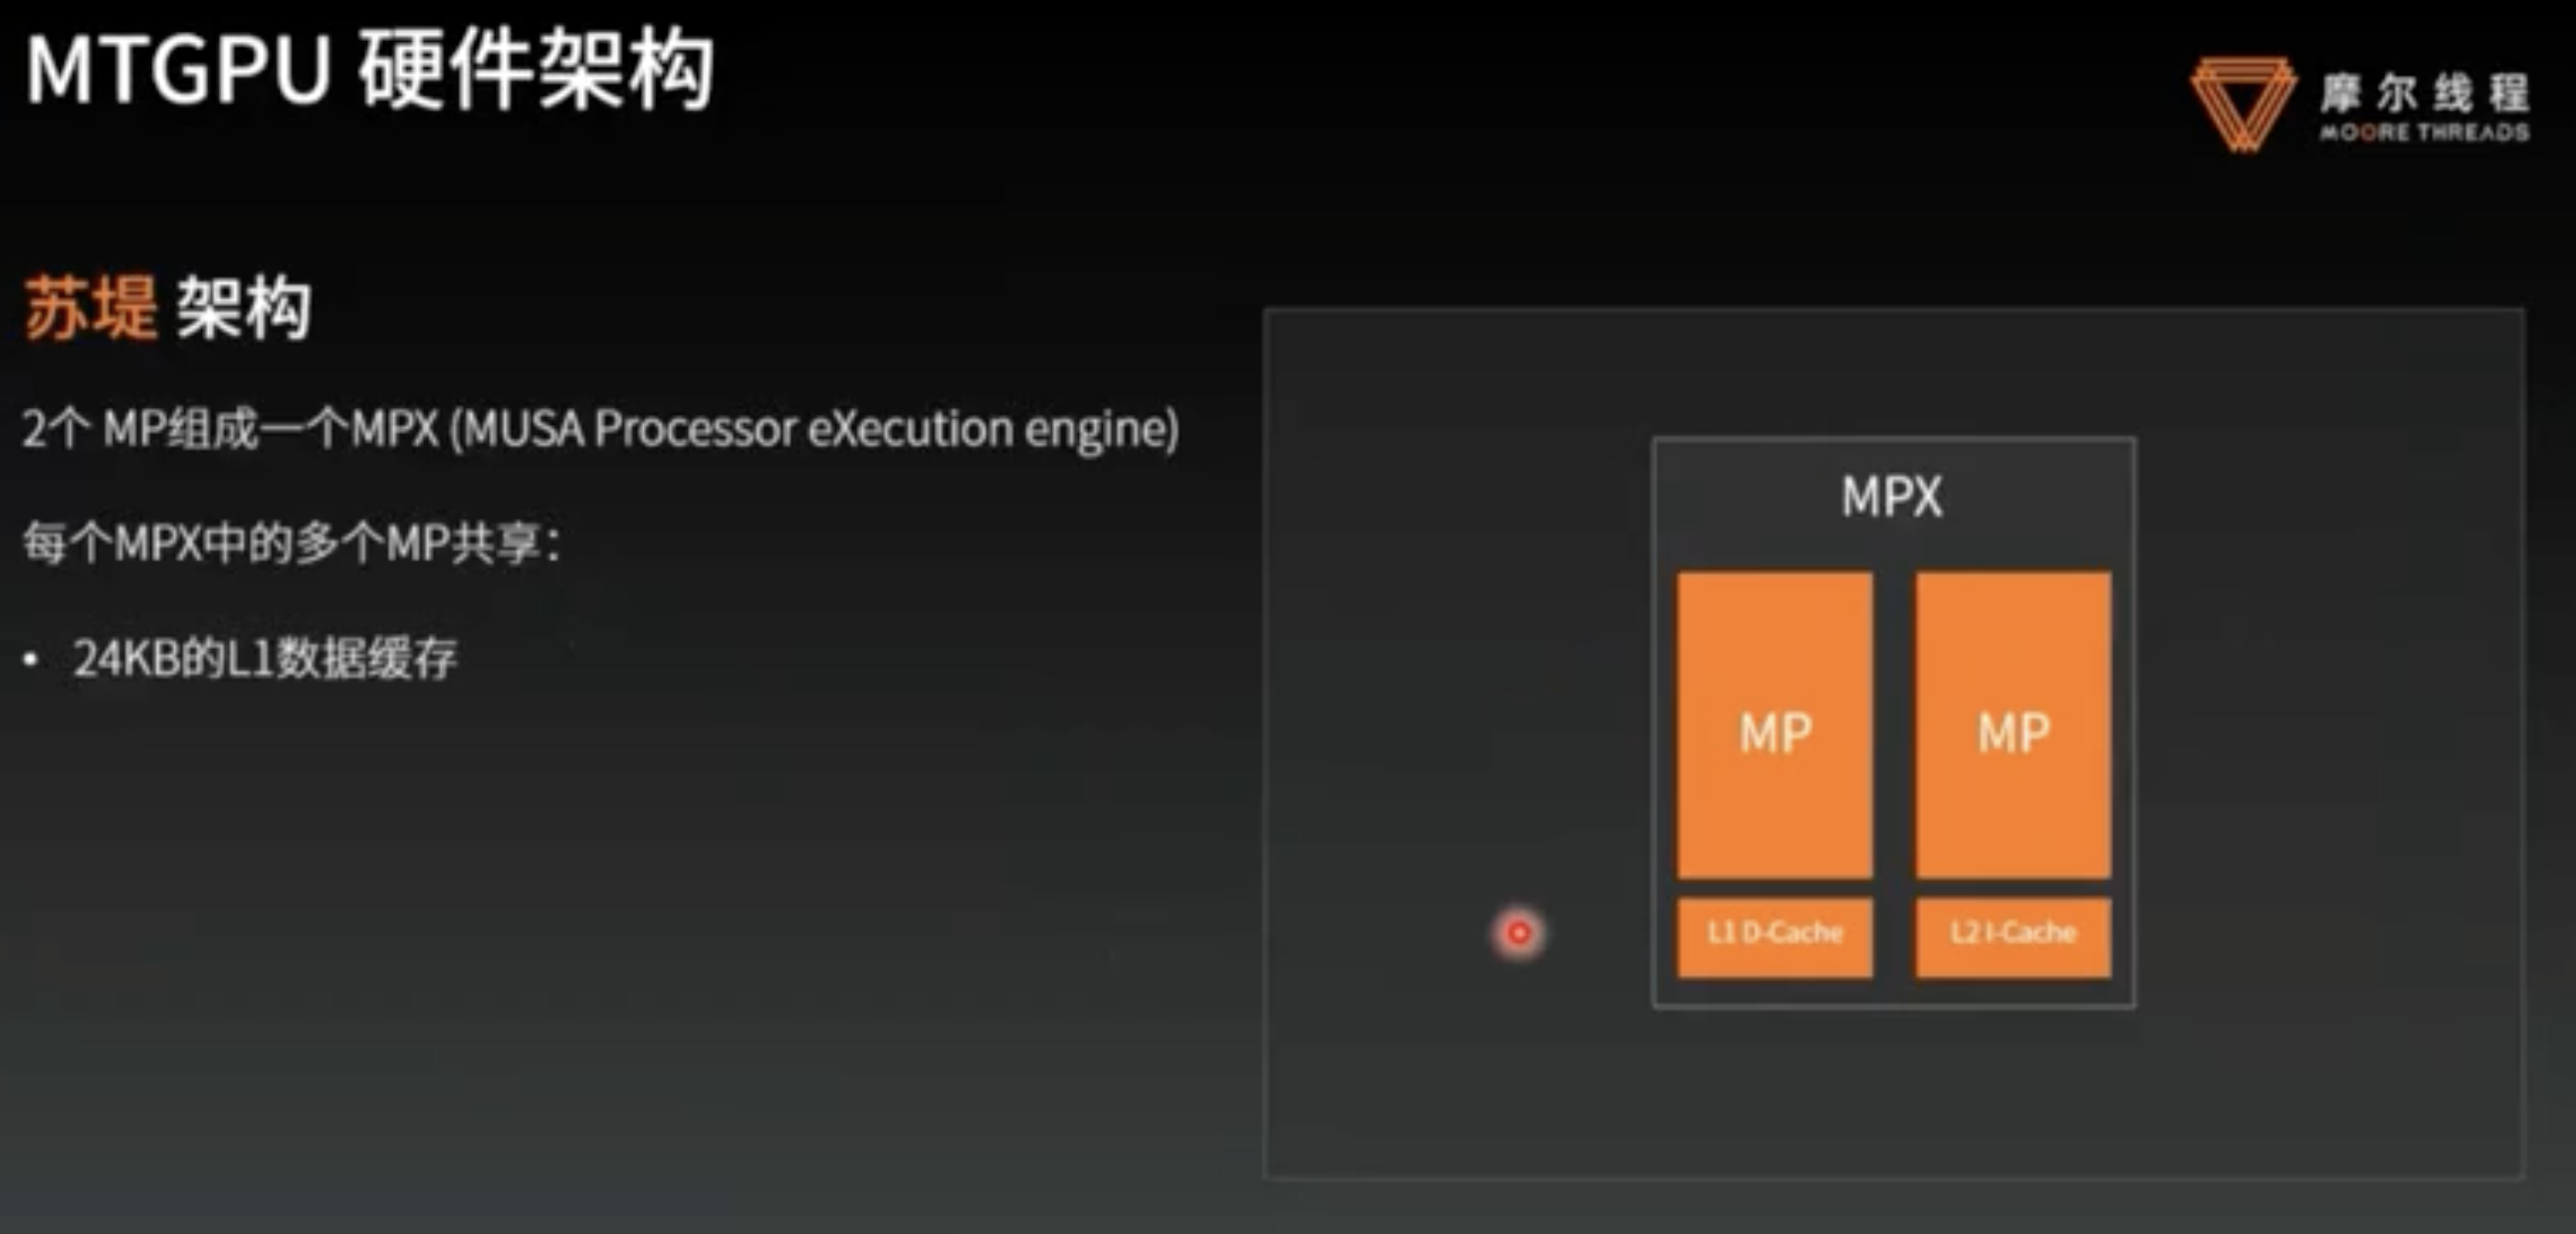 MTGPU 硬件架构
摩尔线程
MOORE THREADS
苏堤 架构
2个 MP组成一个MPX (MUSA Processor eXecution engine)
每个MPX中的多个MP共享：
• 24KB的L1数据缓存
MPX
MP
MP
L1 D-Cache
L2 I-Cache